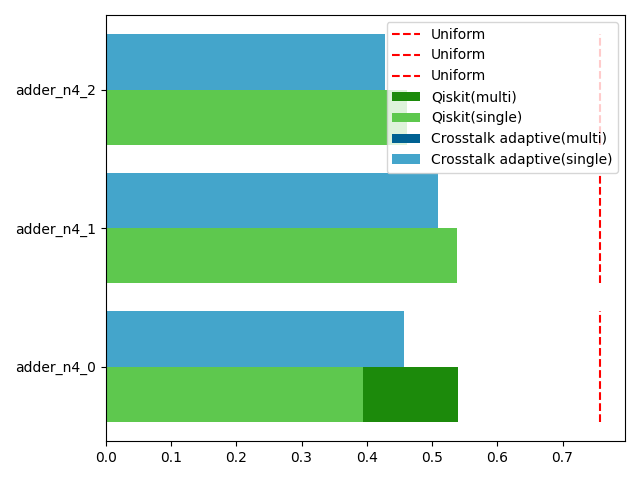 Uniform
Uniform
Uniform
Qiskit(multi)
Qiskit(single)
Crosstalk adaptive(multi)
Crosstalk adaptive(single)
adder_n4_2
adder_n4_1
adder_n4_0
0.0 0.1 0.2 0.3 0.4 0.5 0.6 0.7